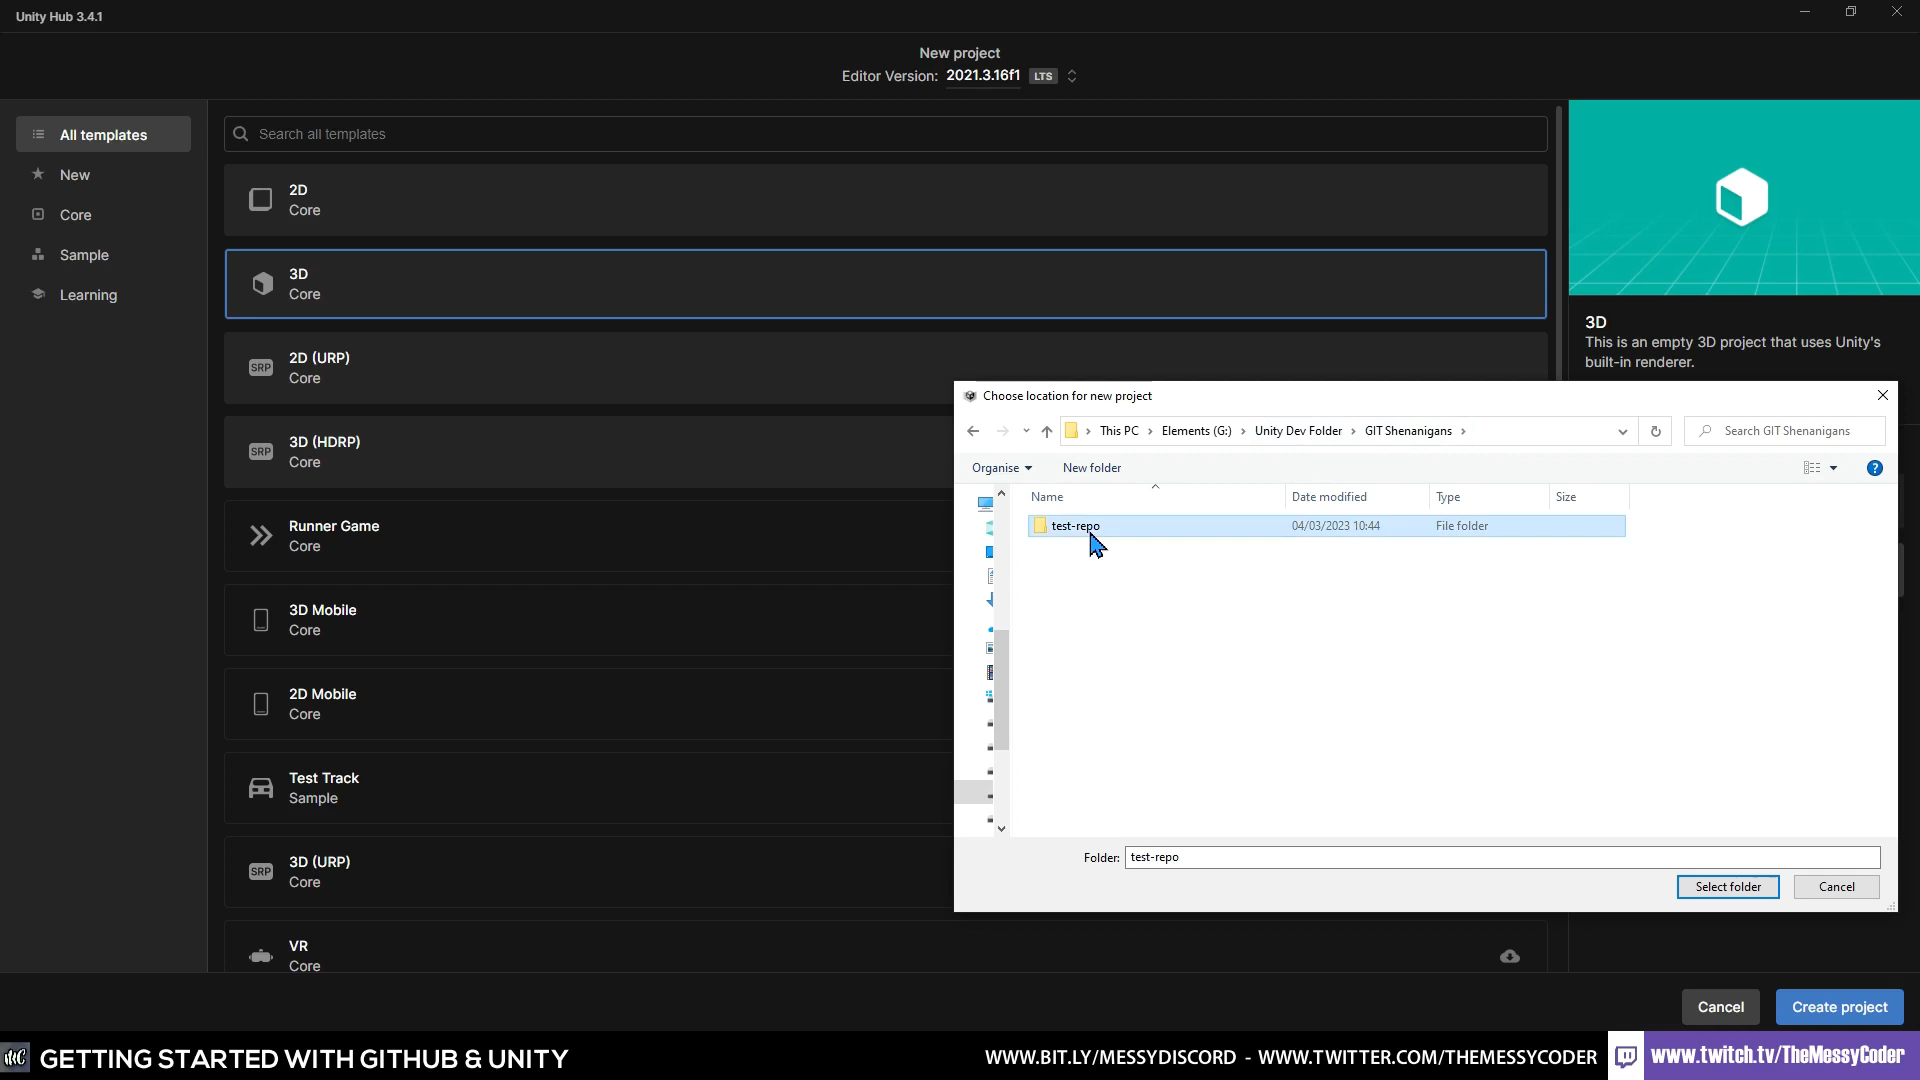 Unity Hub 3.4.1
New project
Editor Version: 2021.3.16f1 LTS
All templates
New
Core
Sample
Learning
Search all templates
2D
Core
3D
Core
2D (URP)
Core
3D (HDRP)
Core
Runner Game
Core
3D Mobile
Core
2D Mobile
Core
Test Track
Sample
3D (URP)
Core
VR
Core
SRP
SRP
SRP
3D
This is an empty 3D project that uses Unity's
built-in renderer.
Choose location for new project
This PC > Elements (G:) > Unity Dev Folder > GIT Shenanigans >
Search GIT Shenanigans
Organise
New folder
?
Name Date modified Type Size
test-repo 04/03/2023 10:44 File folder
Folder: test-repo
Select folder
Cancel
Cancel
Create project
MC
GETTING STARTED WITH GITHUB & UNITY
WWW.BIT.LY/MESSYDISCORD - WWW.TWITTER.COM/THEMESSYCODER
www.twitch.tv/TheMessyCoder